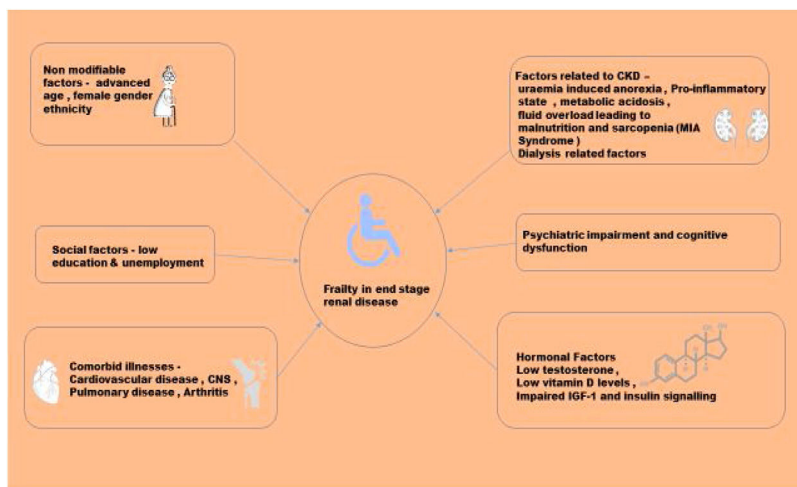 Non modifiable
factors - advanced
age , female gender
ethnicity
Factors related to CKD –
uraemia induced anorexia , Pro-inflammatory
state , metabolic acidosis ,
fluid overload leading to
malnutrition and sarcopenia (MIA
Syndrome )
Dialysis related factors
Social factors - low
education & unemployment
Psychiatric impairment and cognitive
dysfunction
Frailty in end stage
renal disease
Comorbid illnesses -
Cardiovascular disease , CNS ,
Pulmonary disease , Arthritis
Hormonal Factors
Low testosterone ,
Low vitamin D levels ,
Impaired IGF-1 and insulin signalling